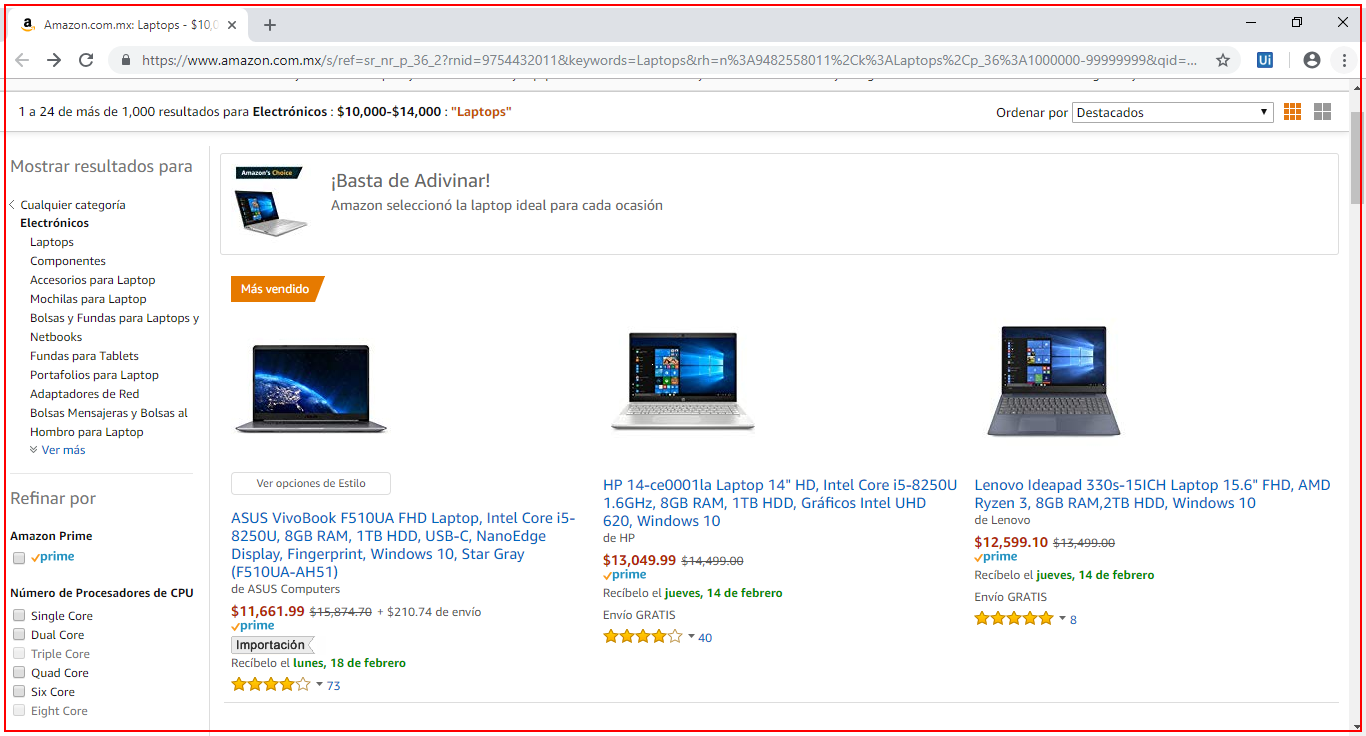 Amazon.com.mx: Laptops - $10,0
https://www.amazon.com.mx/s/ref=sr_nr_p_36_2?rnid=9754432011&keywords=Laptops&rh=n%3A9482558011%2Ck%3ALaptops%2Cp_36%3A1000000-99999999&qid=...
Ui
1 a 24 de más de 1,000 resultados para Electrónicos : $10,000-$14,000 : "Laptops"
Ordenar por Destacados
Mostrar resultados para
Cualquier categoría
Electrónicos
Laptops
Componentes
Accesorios para Laptop
Mochilas para Laptop
Bolsas y Fundas para Laptops y
Netbooks
Fundas para Tablets
Portafolios para Laptop
Adaptadores de Red
Bolsas Mensajeras y Bolsas al
Hombro para Laptop
Ver más
Refinar por
Amazon Prime
prime
Número de Procesadores de CPU
Single Core
Dual Core
Triple Core
Quad Core
Six Core
Eight Core
Amazon's Choice
¡Basta de Adivinar!
Amazon seleccionó la laptop ideal para cada ocasión
Más vendido
Ver opciones de Estilo
ASUS VivoBook F510UA FHD Laptop, Intel Core i5-
8250U, 8GB RAM, 1TB HDD, USB-C, NanoEdge
Display, Fingerprint, Windows 10, Star Gray
(F510UA-AH51)
de ASUS Computers
$11,661.99 $15,874.70 + $210.74 de envío
prime
Importación
Recíbelo el lunes, 18 de febrero
73
HP 14-ce0001la Laptop 14" HD, Intel Core i5-8250U
1.6GHz, 8GB RAM, 1TB HDD, Gráficos Intel UHD
620, Windows 10
de HP
$13,049.99 $14,499.00
prime
Recíbelo el jueves, 14 de febrero
Envío GRATIS
40
Lenovo Ideapad 330s-15ICH Laptop 15.6" FHD, AMD
Ryzen 3, 8GB RAM,2TB HDD, Windows 10
de Lenovo
$12,599.10 $13,499.00
prime
Recíbelo el jueves, 14 de febrero
Envío GRATIS
8